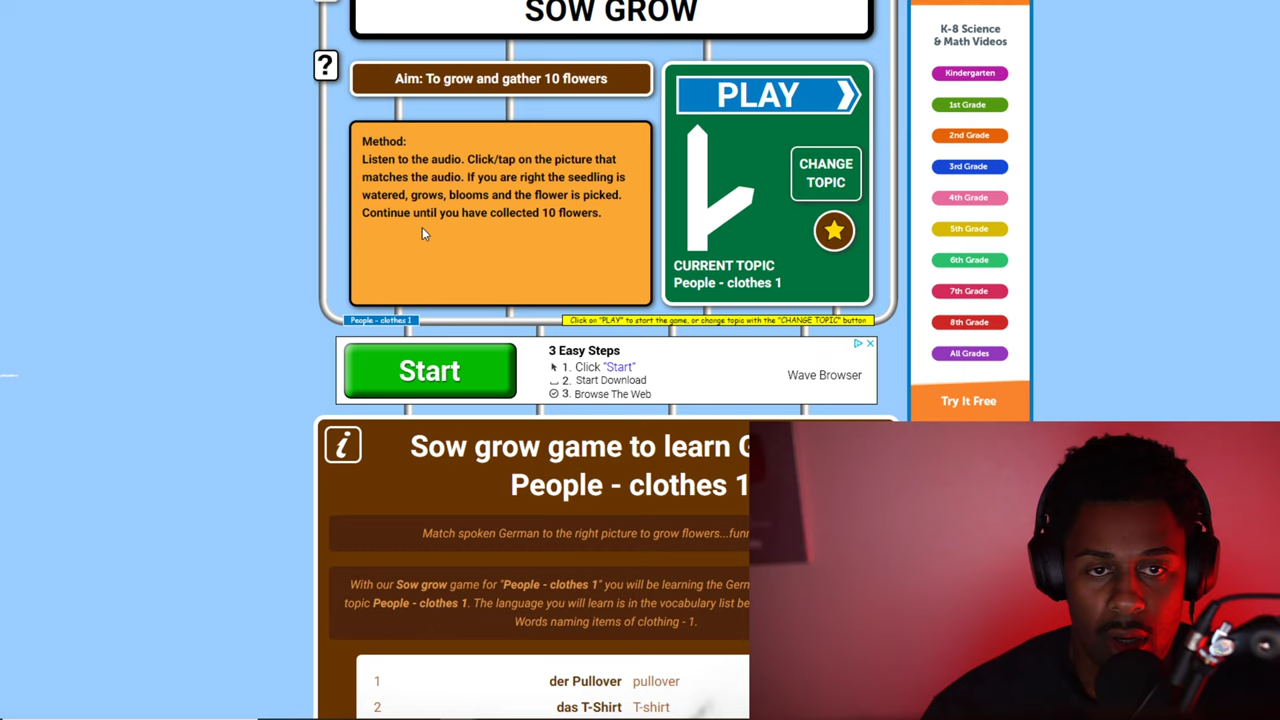 SOW GROW
?
Aim: To grow and gather 10 flowers
Method:
Listen to the audio. Click/tap on the picture that
matches the audio. If you are right the seedling is
watered, grows, blooms and the flower is picked.
Continue until you have collected 10 flowers.
PLAY
CHANGE
TOPIC
CURRENT TOPIC
People - clothes 1
People - clothes 1
Click on "PLAY" to start the game, or change topic with the "CHANGE TOPIC" button
Start
3 Easy Steps
1. Click "Start"
2. Start Download
3. Browse The Web
Wave Browser
K-8 Science
& Math Videos
Kindergarten
1st Grade
2nd Grade
3rd Grade
4th Grade
5th Grade
6th Grade
7th Grade
8th Grade
All Grades
Try It Free
i
Sow grow game to learn
People - clothes 1
Match spoken German to the right picture to grow flowers...
With our Sow grow game for "People - clothes 1" you will be learning the
topic People - clothes 1. The language you will learn is in the vocabulary list
Words naming items of clothing - 1.
1 der Pullover pullover
2 das T-Shirt T-shirt